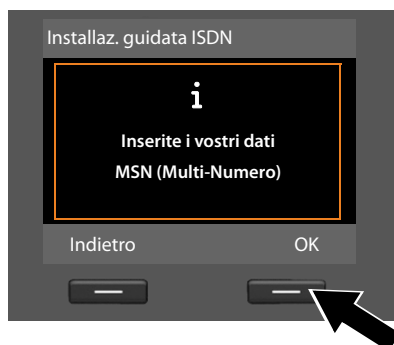 Installaz. guidata ISDN
i
Inserite i vostri dati
MSN (Multi-Numero)
Indietro OK